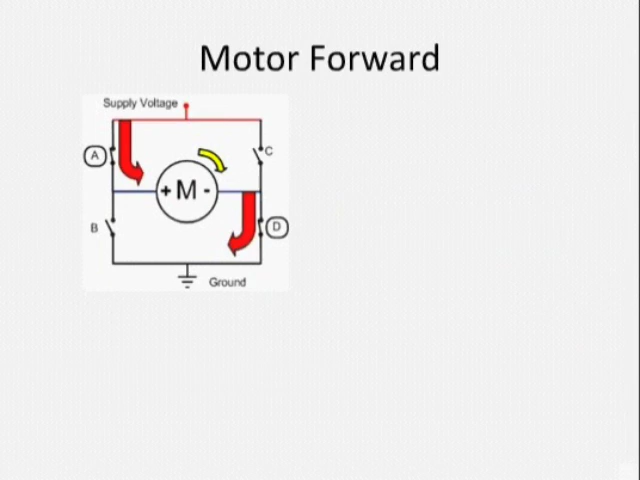 Motor Forward
Supply Voltage
A
C
+ M -
B
D
Ground